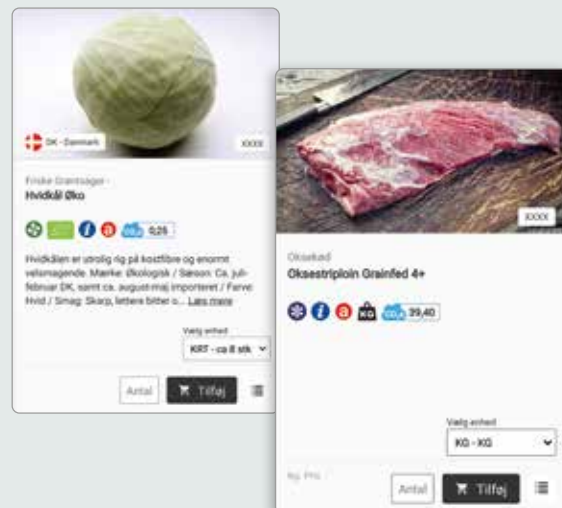 DK - Danmark
XXXX
Friske Grøntsager -
Hvidkål Øko
i
a
CO₂ 0,25
Hvidkålen er utrolig rig på kostfibre og enormt
velsmagende. Mærke: Økologisk / Sæson: Ca. juli-
februar DK, samt ca. august-maj importeret / Farve:
Hvid / Smag: Skarp, lettere bitter o... Læs mere
Vælg enhed
KRT - ca 8 stk
Antal
Tilføj
XXXX
Oksekød
Oksestriploin Grainfed 4+
i
a
KG
CO₂ 39,40
Vælg enhed
KG - KG
Antal
Tilføj